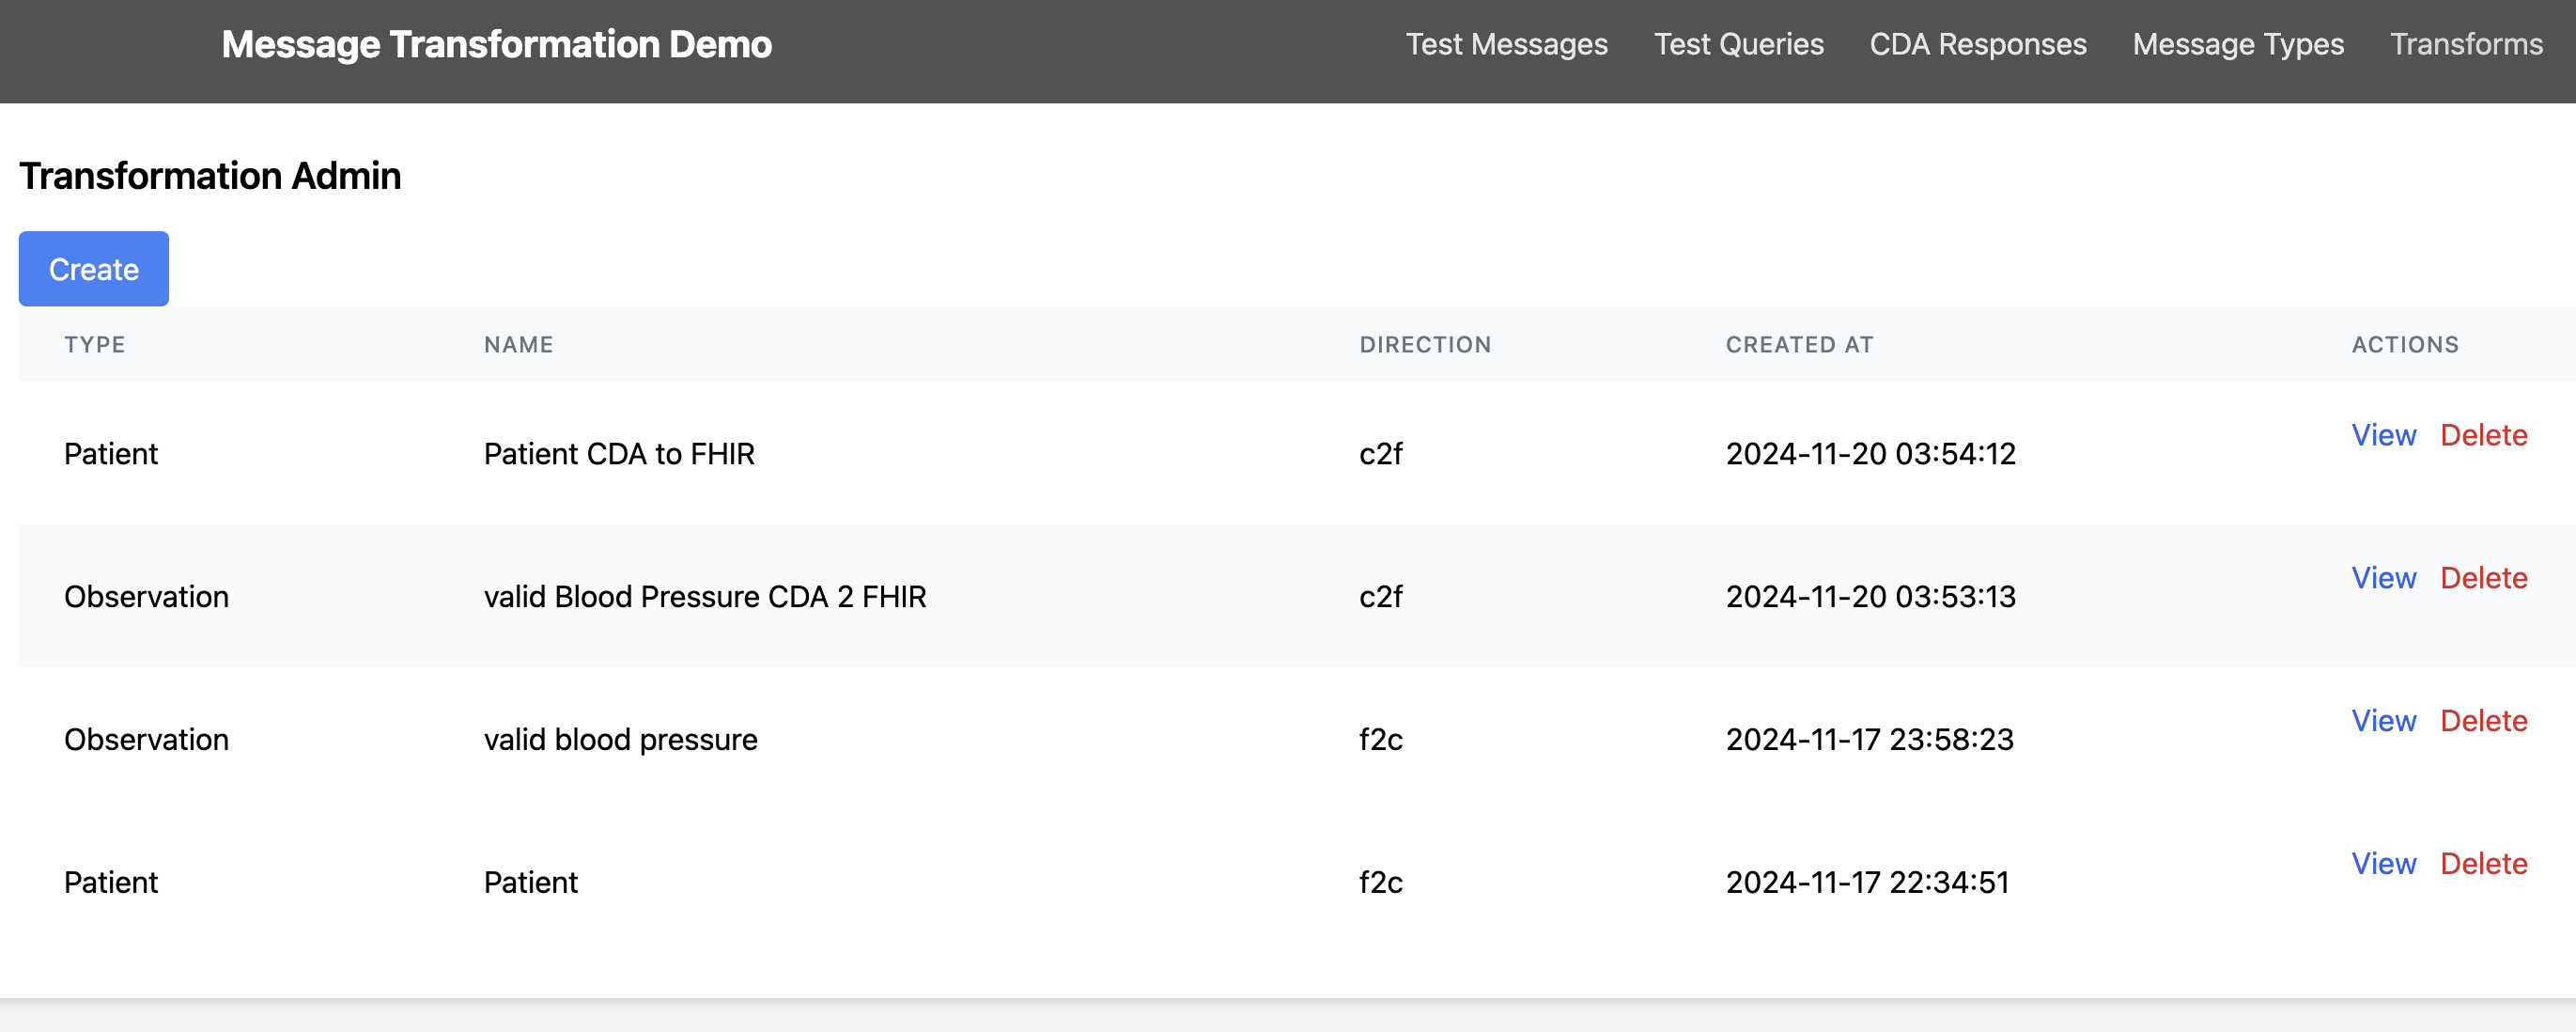 Message Transformation Demo Test Messages Test Queries CDA Responses Message Types Transforms
Transformation Admin
Create
TYPE NAME DIRECTION CREATED AT ACTIONS
Patient Patient CDA to FHIR c2f 2024-11-20 03:54:12 View Delete
Observation valid Blood Pressure CDA 2 FHIR c2f 2024-11-20 03:53:13 View Delete
Observation valid blood pressure f2c 2024-11-17 23:58:23 View Delete
Patient Patient f2c 2024-11-17 22:34:51 View Delete